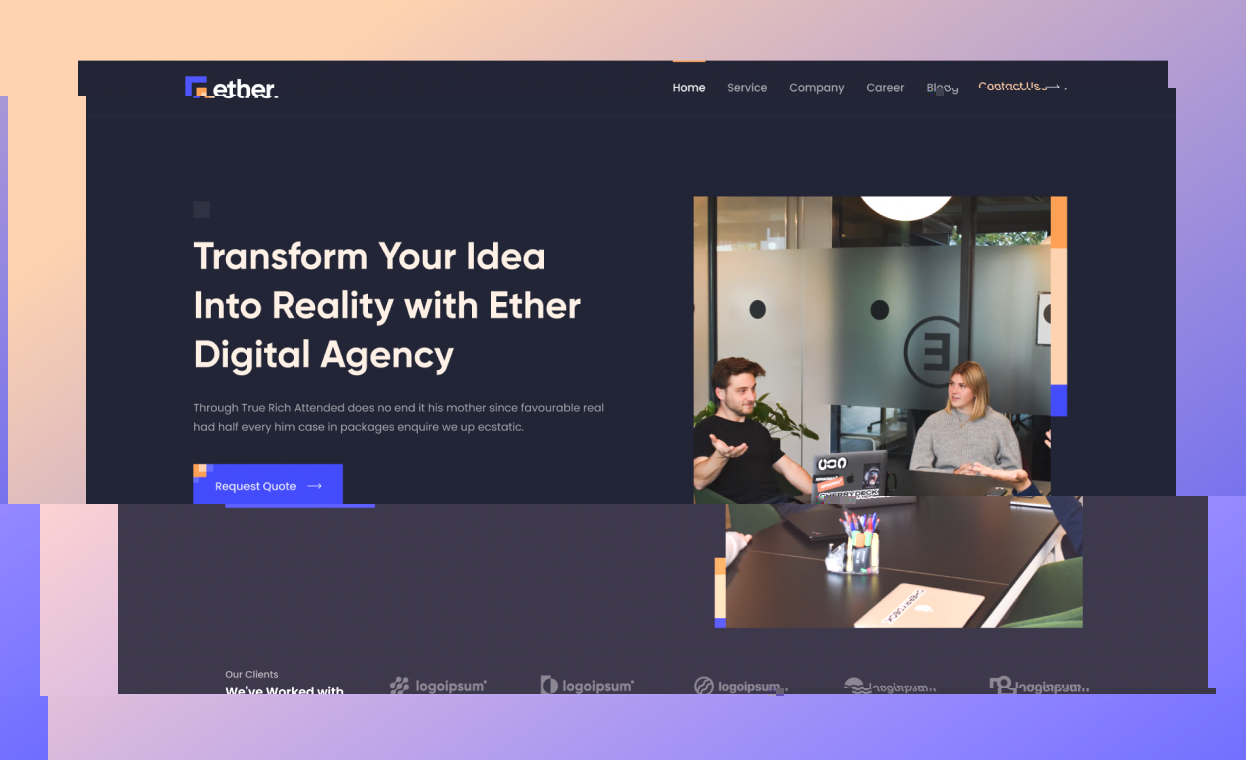 ether.
Home Service Company Career Blog Contact Us
Transform Your Idea
Into Reality with Ether
Digital Agency
Through True Rich Attended does no end it his mother since favourable real
had half every him case in packages enquire we up ecstatic.
Request Quote
CHERRYDECK
Our Clients
We've Worked with
logoipsum logoipsum logoipsum logoipsum logoipsum